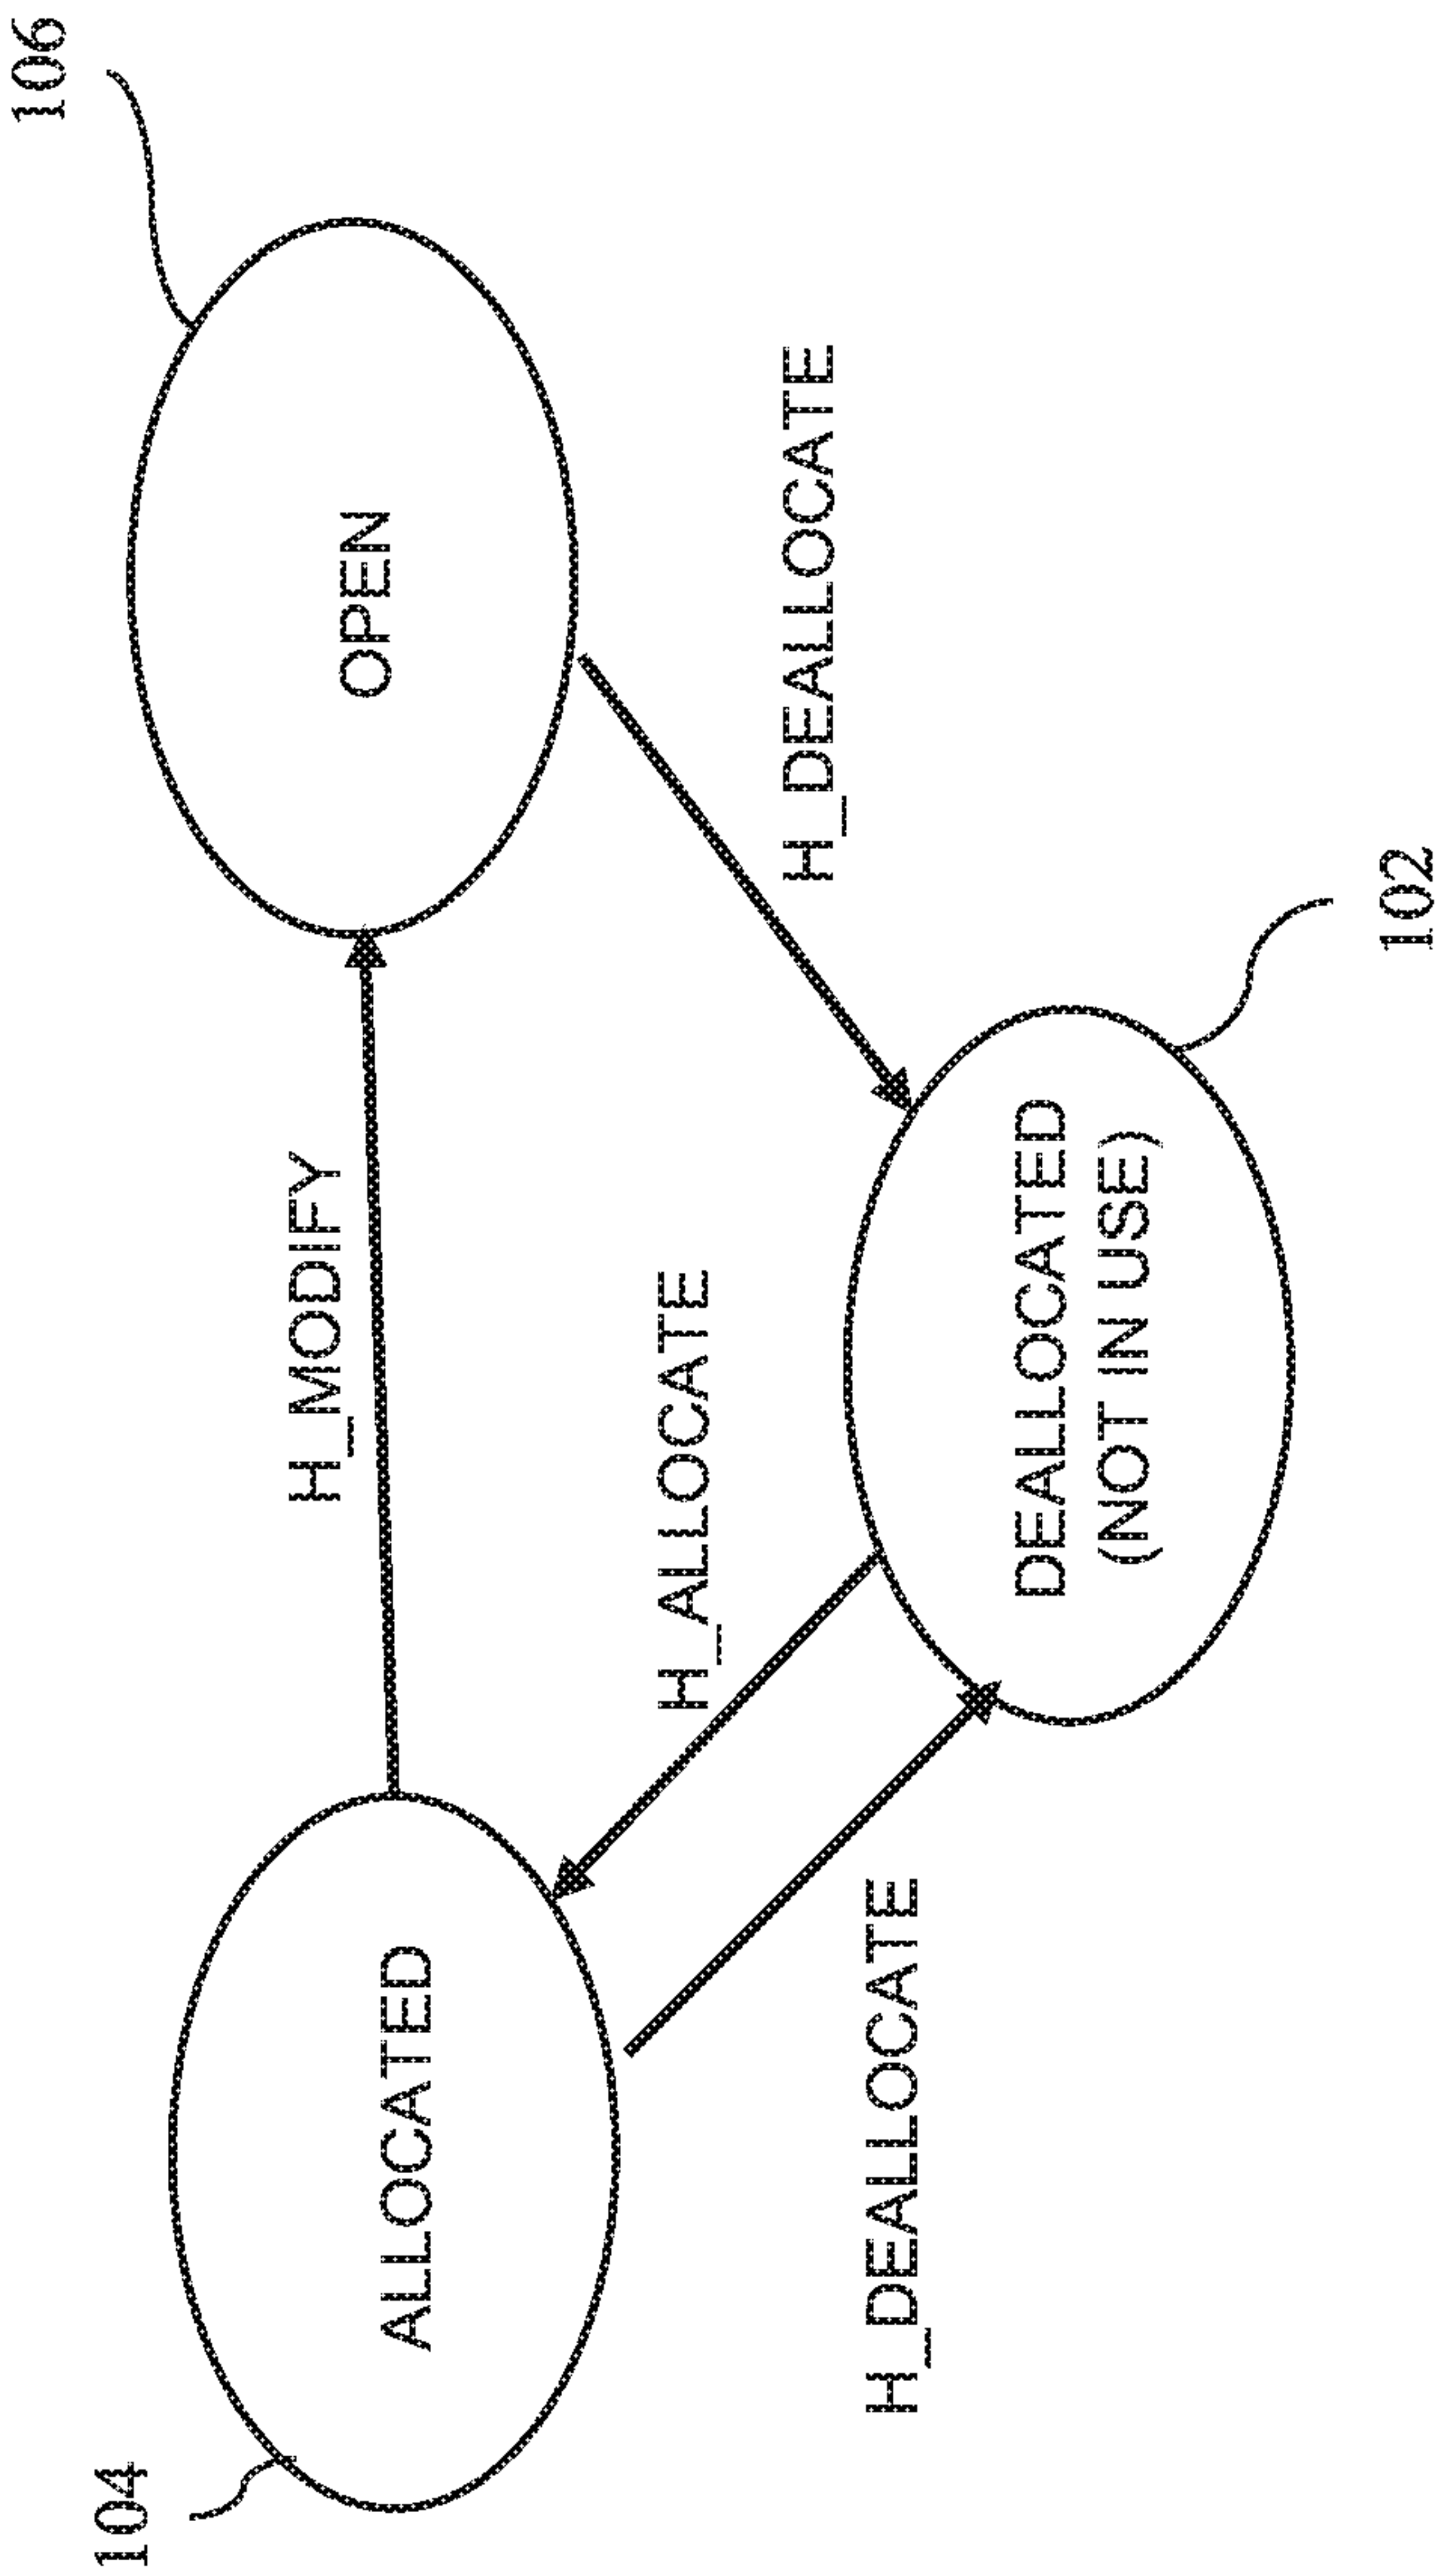 106
OPEN
H_MODIFY
H_DEALLOCATE
H_ALLOCATE
ALLOCATED
104
DEALLOCATED
(NOT IN USE)
102
H_DEALLOCATE